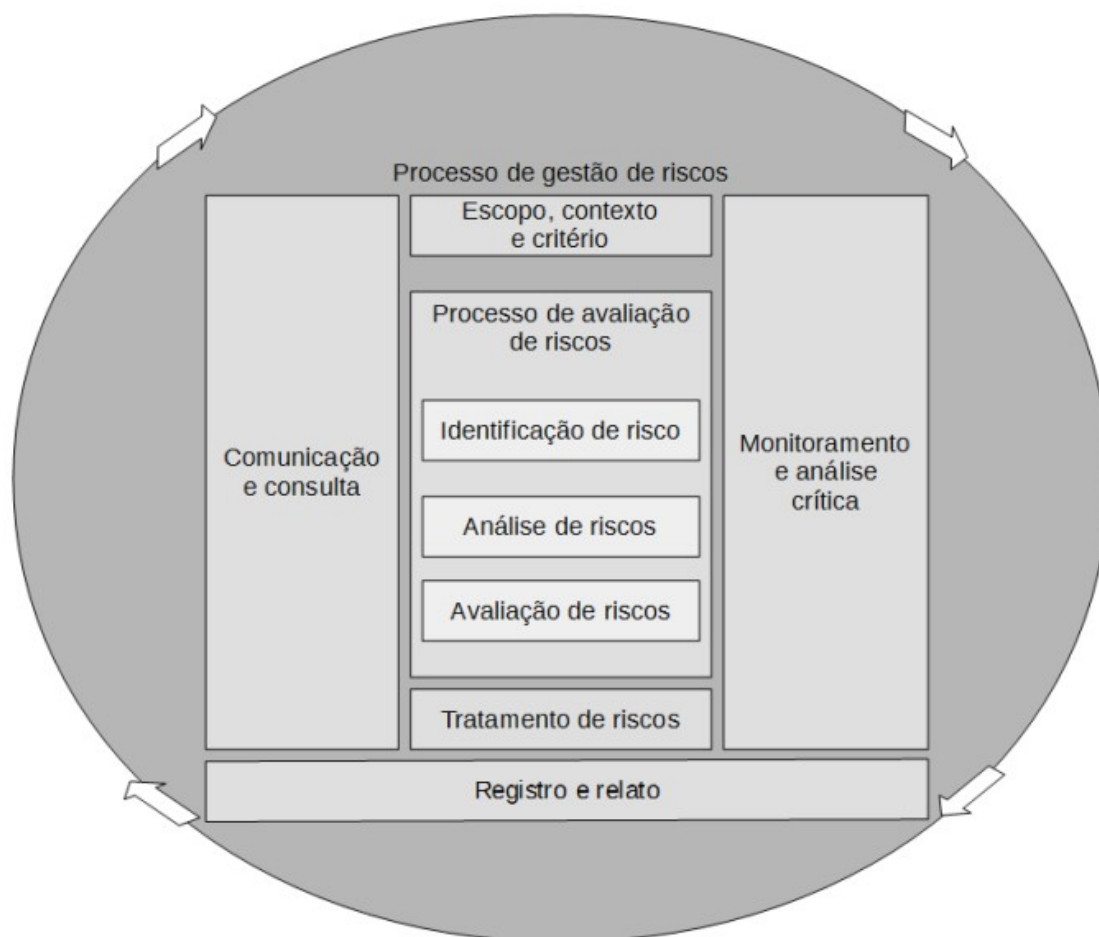 Processo de gestão de riscos
Escopo, contexto
e critério
Processo de avaliação
de riscos
Identificação de risco
Comunicação
e consulta
Monitoramento
e análise
crítica
Análise de riscos
Avaliação de riscos
Tratamento de riscos
Registro e relato